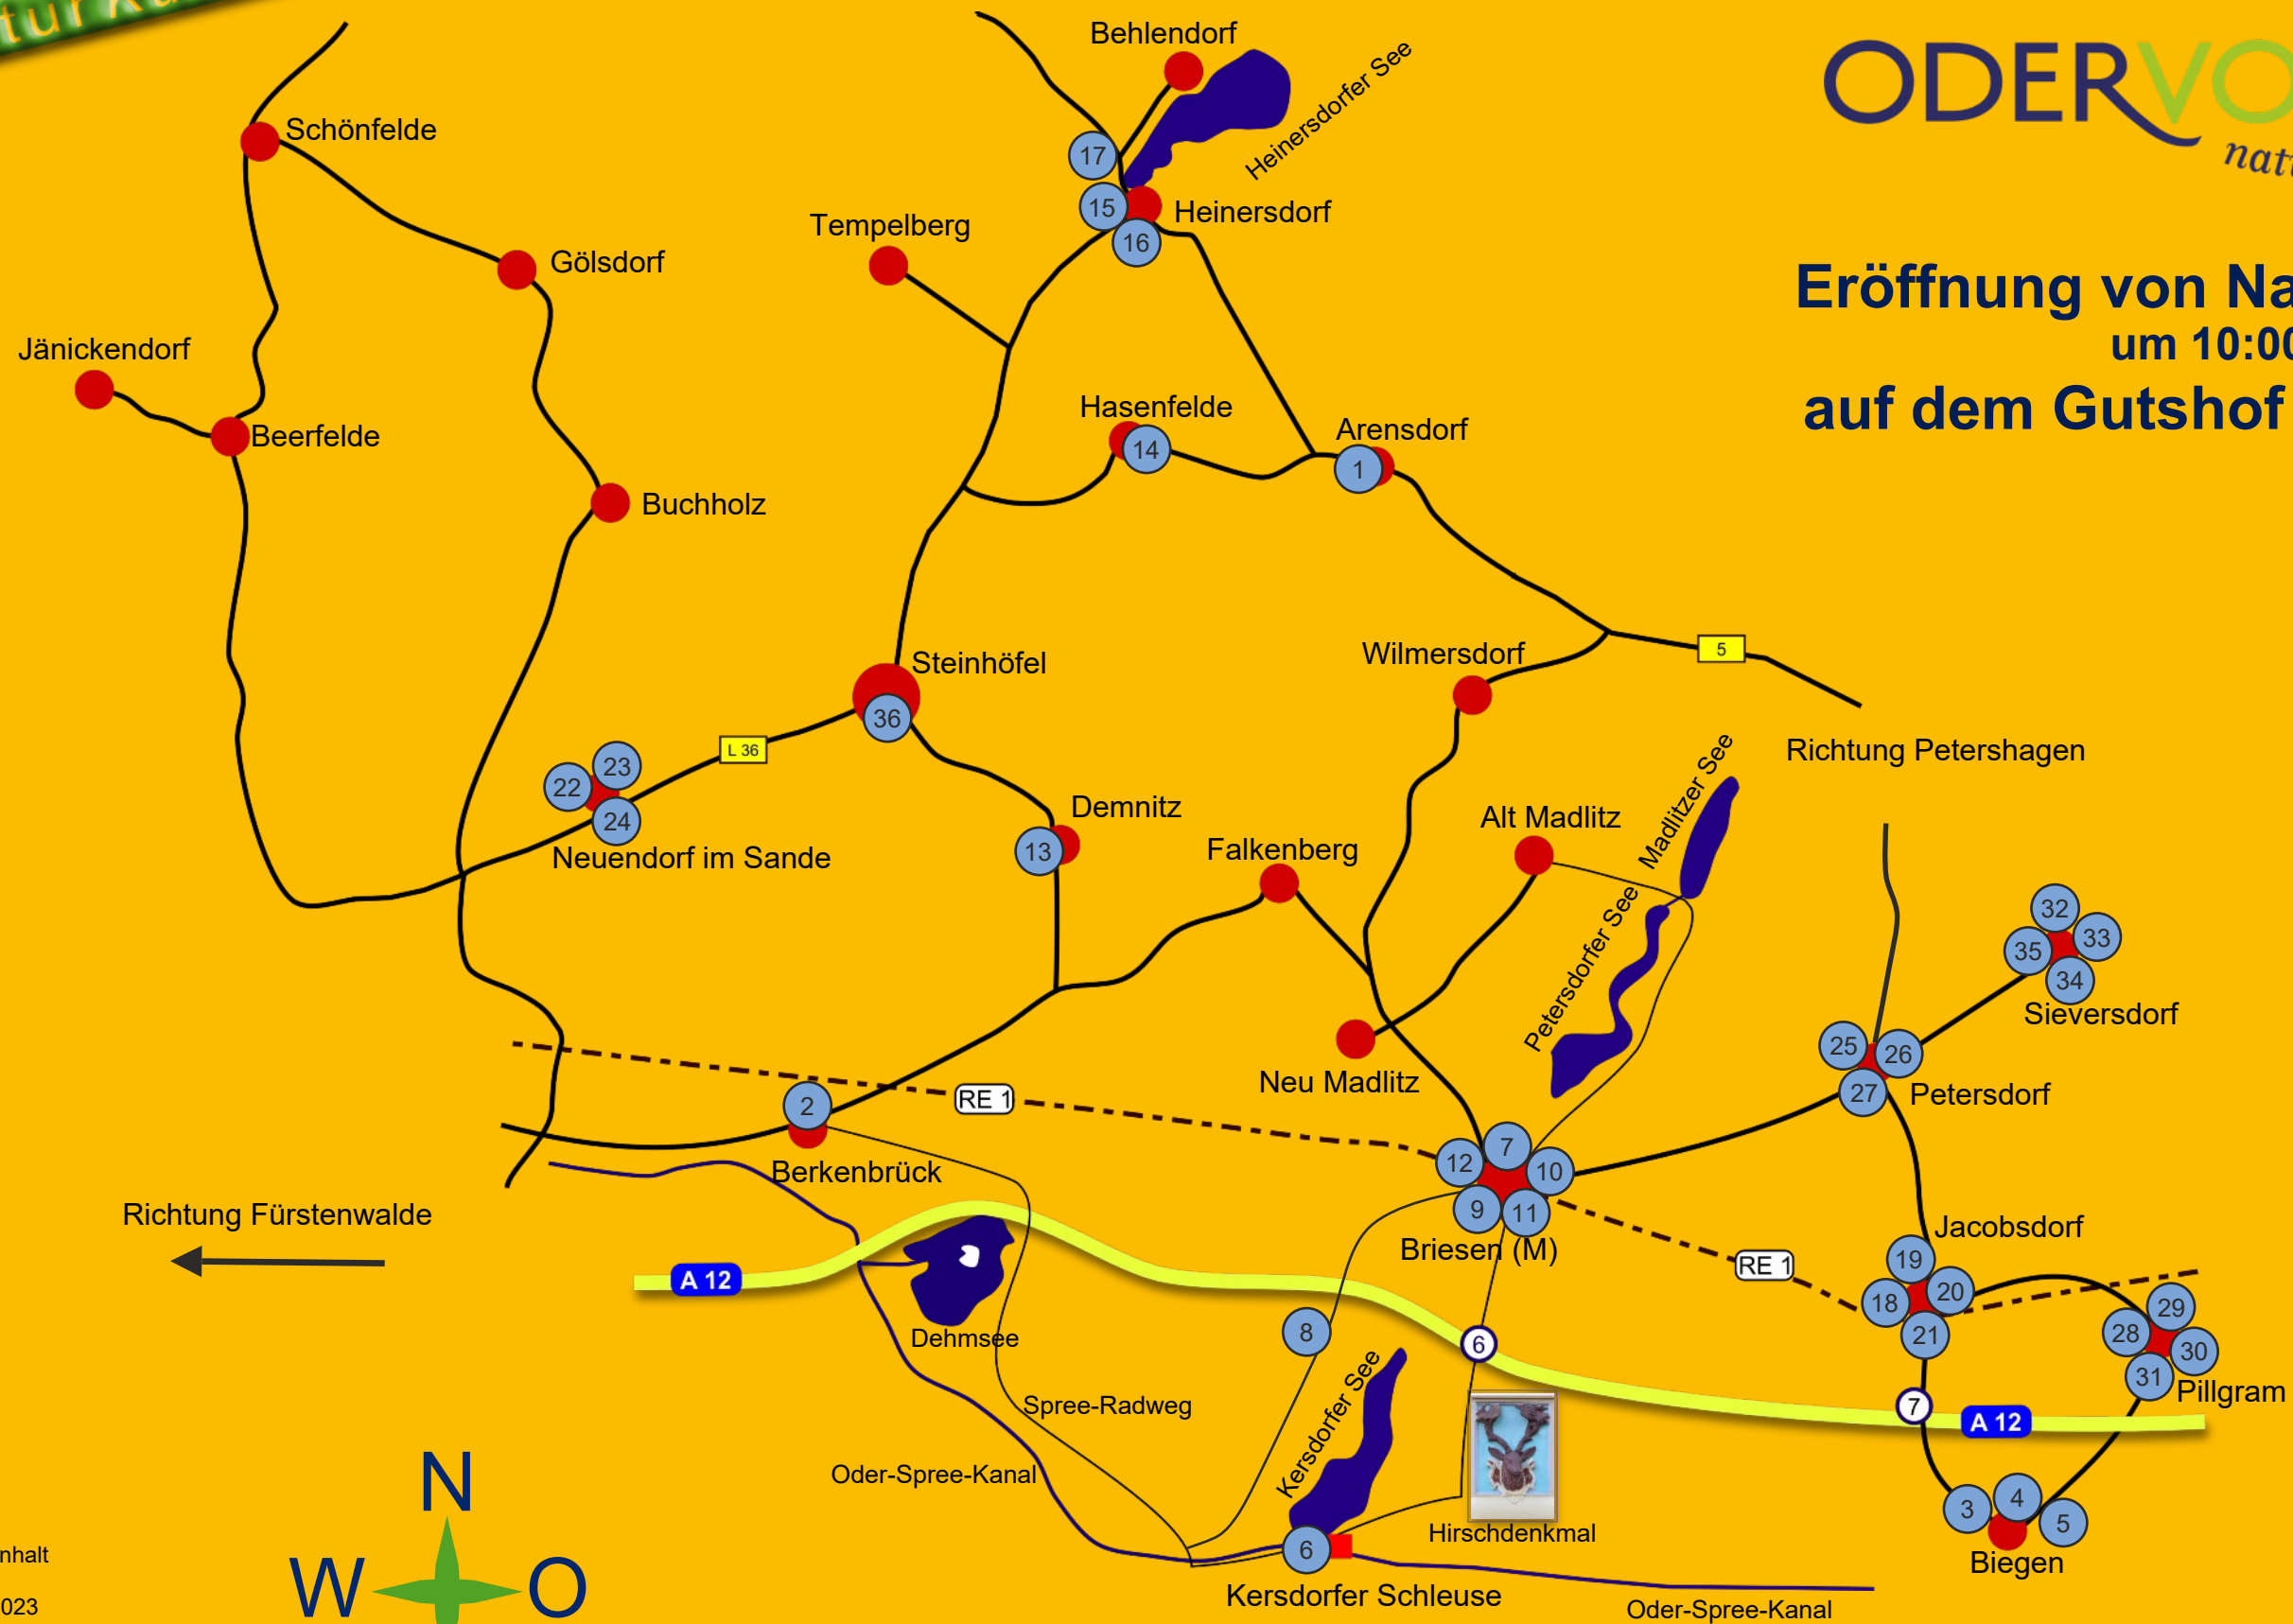 Behlendorf
Heinersdorfer See
ODERVO
Schönfelde
17
nat
15
Heinersdorf
Tempelberg
16
Gölsdorf
Eröffnung von Na
um 10:00
auf dem Gutshof
Jänickendorf
Hasenfelde
Beerfelde
Arensdorf
14
1
Buchholz
5
Wilmersdorf
Steinhöfel
36
L 36
Richtung Petershagen
23
22
24
Madlitzer See
Demnitz
Alt Madlitz
13
Falkenberg
Neuendorf im Sande
32
33
35
34
Petersdorfer See
Sieversdorf
25
26
27
Neu Madlitz
Petersdorf
RE 1
2
Berkenbrück
7
12
10
9
11
Richtung Fürstenwalde
Briesen (M)
Jacobsdorf
19
RE 1
A 12
20
18
21
29
28
30
31
Dehmsee
8
6
Pillgram
Spree-Radweg
Kersdorfer See
7
A 12
Oder-Spree-Kanal
N
3
4
5
Hirschdenkmal
nhalt
6
Biegen
W
O
Kersdorfer Schleuse
023
Oder-Spree-Kanal